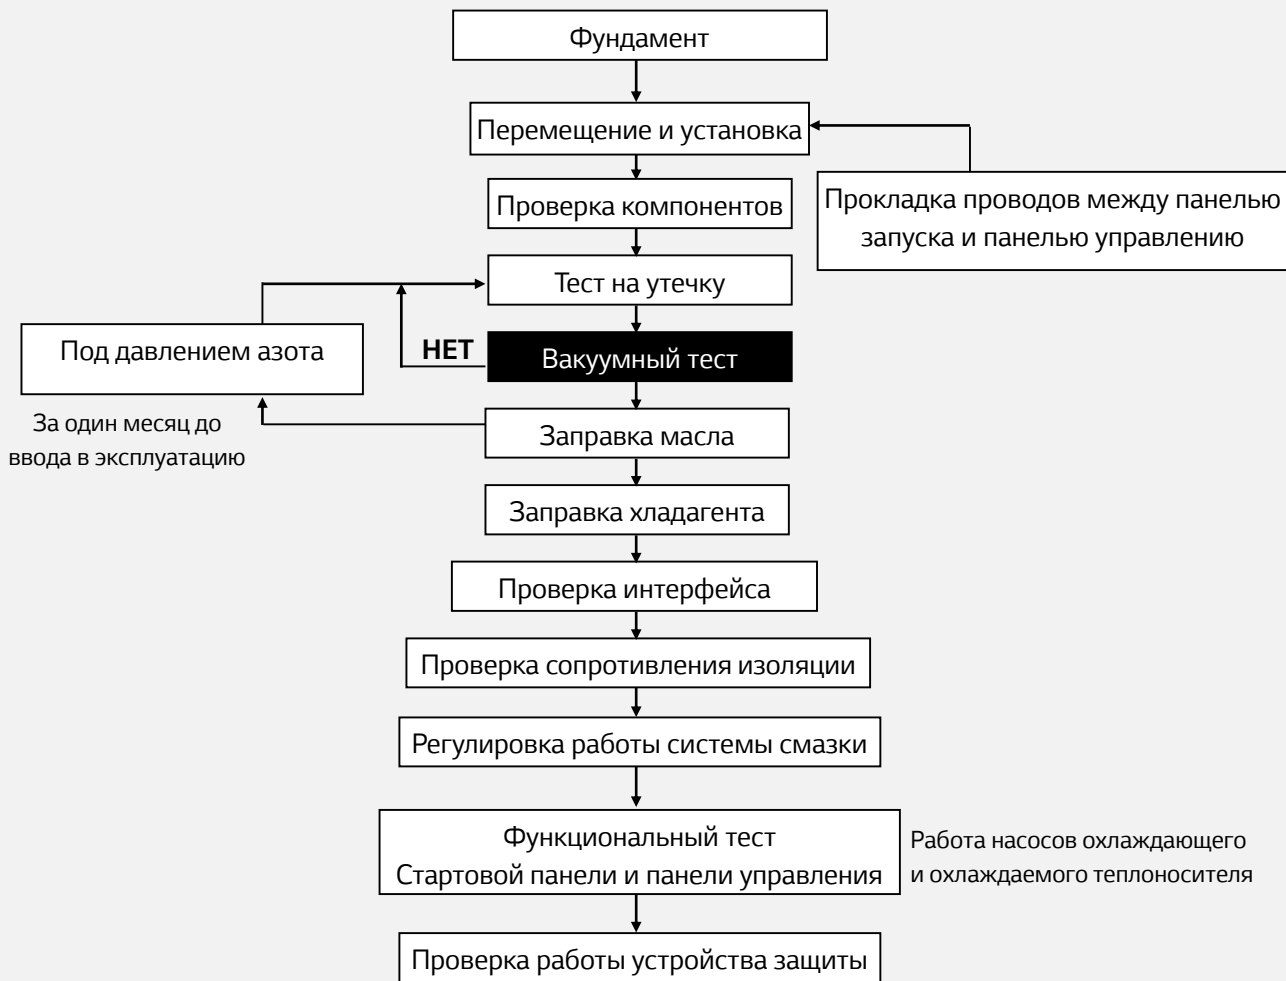 Фундамент
Перемещение и установка
Проверка компонентов
Прокладка проводов между панелью
запуска и панелью управлению
Тест на утечку
Под давлением азота
НЕТ
Вакуумный тест
За один месяц до
ввода в эксплуатацию
Заправка масла
Заправка хладагента
Проверка интерфейса
Проверка сопротивления изоляции
Регулировка работы системы смазки
Функциональный тест
Стартовой панели и панели управления
Работа насосов охлаждающего
и охлаждаемого теплоносителя
Проверка работы устройства защиты